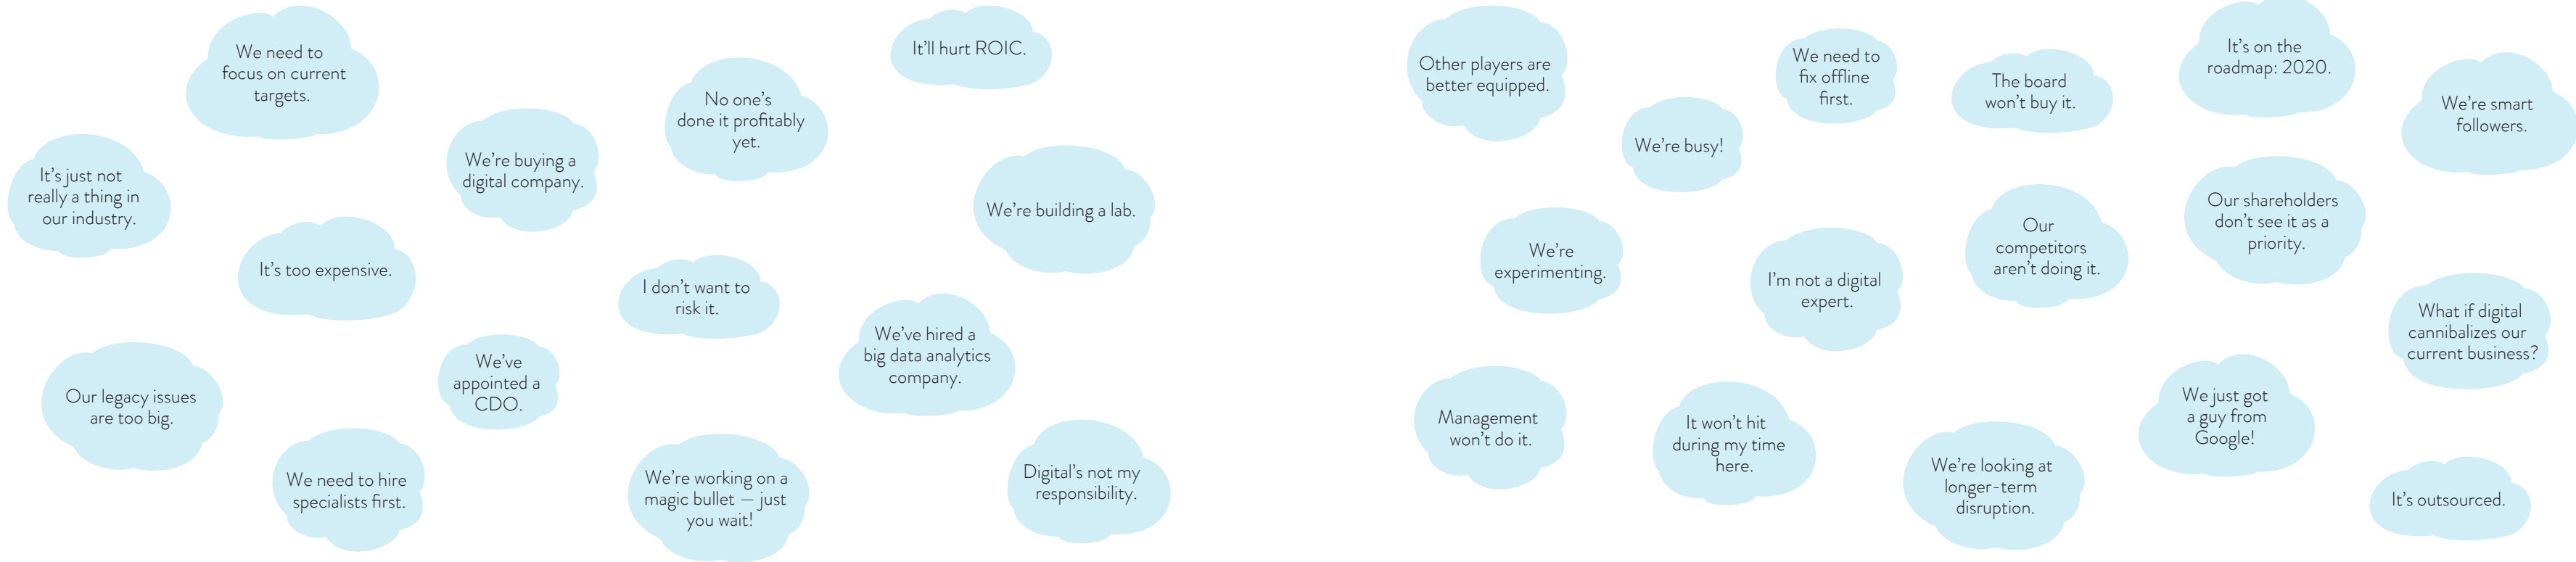 We need to
focus on current
targets.
It'll hurt ROIC.
No one's
done it profitably
yet.
We're buying a
digital company.
It's just not
really a thing in
our industry.
We're building a lab.
It's too expensive.
I don't want to
risk it.
We've hired a
big data analytics
company.
We've
appointed a
CDO.
Our legacy issues
are too big.
We need to hire
specialists first.
We're working on a
magic bullet — just
you wait!
Digital's not my
responsibility.
Other players are
better equipped.
We need to
fix offline
first.
The board
won't buy it.
It's on the
roadmap: 2020.
We're smart
followers.
We're busy!
Our shareholders
don't see it as a
priority.
We're
experimenting.
I'm not a digital
expert.
Our
competitors
aren't doing it.
What if digital
cannibalizes our
current business?
Management
won't do it.
It won't hit
during my time
here.
We just got
a guy from
Google!
We're looking at
longer-term
disruption.
It's outsourced.